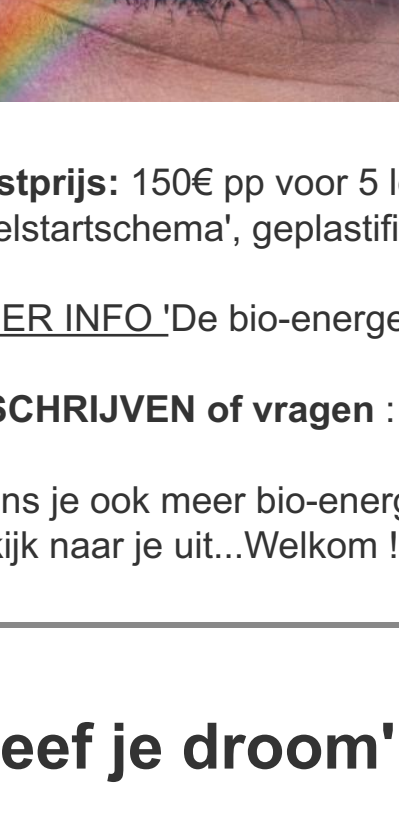 stprijs: 150€ pp voor 5 l
elstartschema', geplastifi
ER INFO 'De bio-energe
SCHRIJVEN of vragen :
ns je ook meer bio-energ
ijk naar je uit...Welkom !
eef je droom'